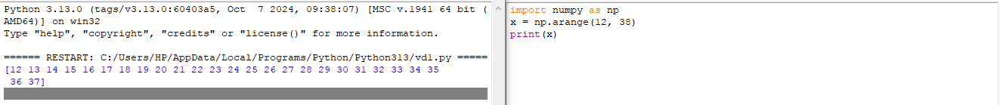 Python 3.13.0 (tags/v3.13.0:60403a5, Oct  7 2024, 09:38:07) [MSC v.1941 64 bit (
AMD64)] on win32
Type "help", "copyright", "credits" or "license()" for more information.
====== RESTART: C:/Users/HP/AppData/Local/Programs/Python/Python313/vd1.py =====
[12 13 14 15 16 17 18 19 20 21 22 23 24 25 26 27 28 29 30 31 32 33 34 35
 36 37]
import numpy as np
x = np.arange(12, 38)
print(x)